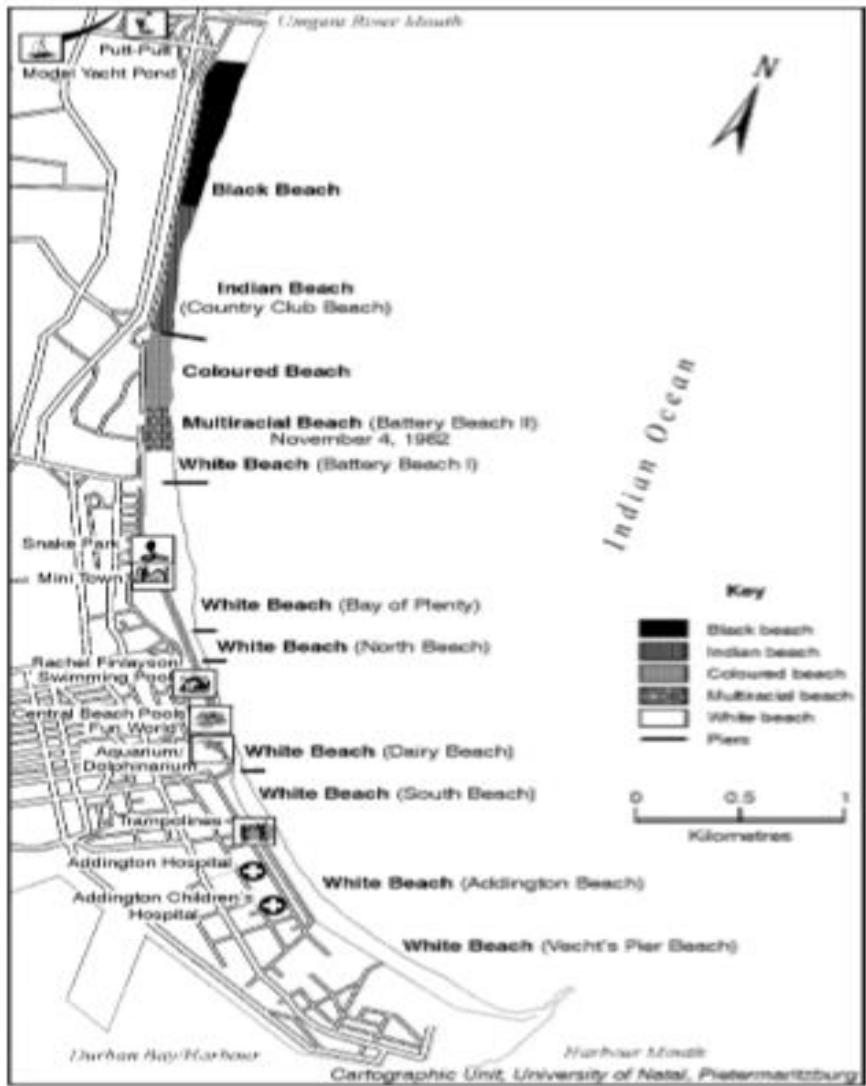 Umgeni River Mouth
Putt-Putt
Model Yacht Pond
N
Black Beach
Indian Beach
(Country Club Beach)
Coloured Beach
Multiracial Beach (Battery Beach II)
November 4, 1982
White Beach (Battery Beach I)
Indian Ocean
Snake Park
Mini Town
White Beach (Bay of Plenty)
White Beach (North Beach)
Rachel Finlayson
Swimming Pool
Central Beach Pools
Fun World
Aquarium/
Dolphinarium
White Beach (Dairy Beach)
White Beach (South Beach)
Trampolines
Addington Hospital
Addington Children's
Hospital
White Beach (Addington Beach)
White Beach (Vecht's Pier Beach)
Key
Black beach
Indian beach
Coloured beach
Multiracial beach
White beach
Piers
0 0.5 1
Kilometres
Durban Bay/Harbour
Harbour Mouth
Cartographic Unit, University of Natal, Pietermaritzburg